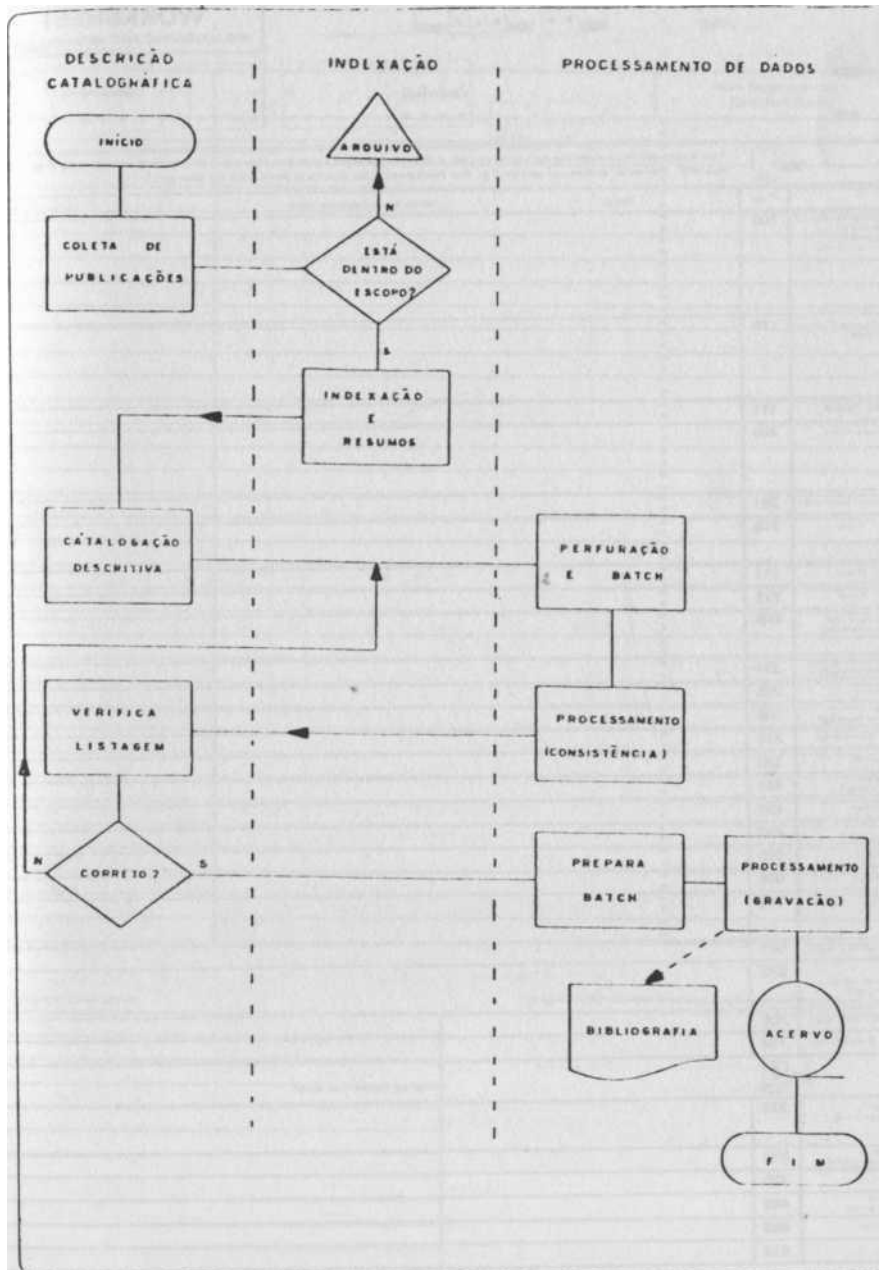 DESCRIÇÃO
CATALOGRÁFICA
INDEXAÇÃO
PROCESSAMENTO DE DADOS
INÍCIO
ARQUIVO
N
COLETA DE
PUBLICAÇÕES
ESTÁ
DENTRO DO
ESCOPO?
S
INDEXAÇÃO
E
RESUMOS
CATALOGAÇÃO
DESCRITIVA
PERFURAÇÃO
E BATCH
VERIFICA
LISTAGEM
PROCESSAMENTO
(CONSISTÊNCIA)
N
CORRETO?
S
PREPARA
BATCH
PROCESSAMENTO
(GRAVAÇÃO)
BIBLIOGRAFIA
ACERVO
FIM